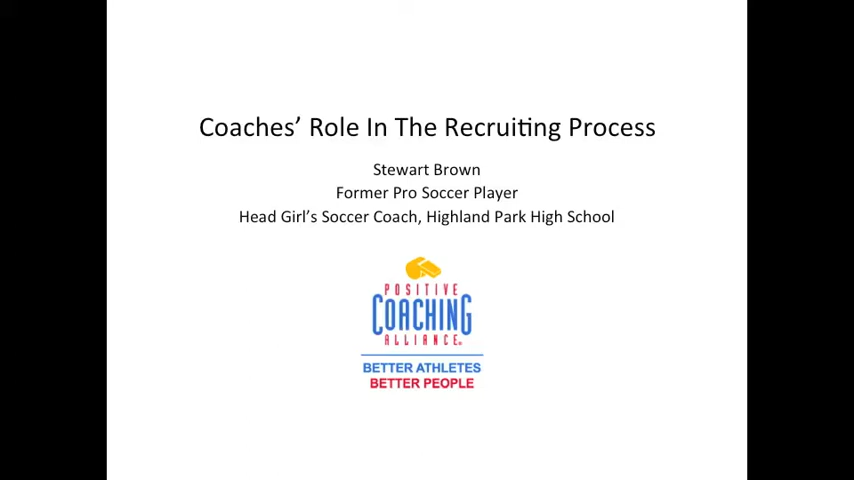 Coaches’ Role In The Recruiting Process
Stewart Brown
Former Pro Soccer Player
Head Girl’s Soccer Coach, Highland Park High School
POSITIVE
COACHING
ALLIANCE®
BETTER ATHLETES
BETTER PEOPLE